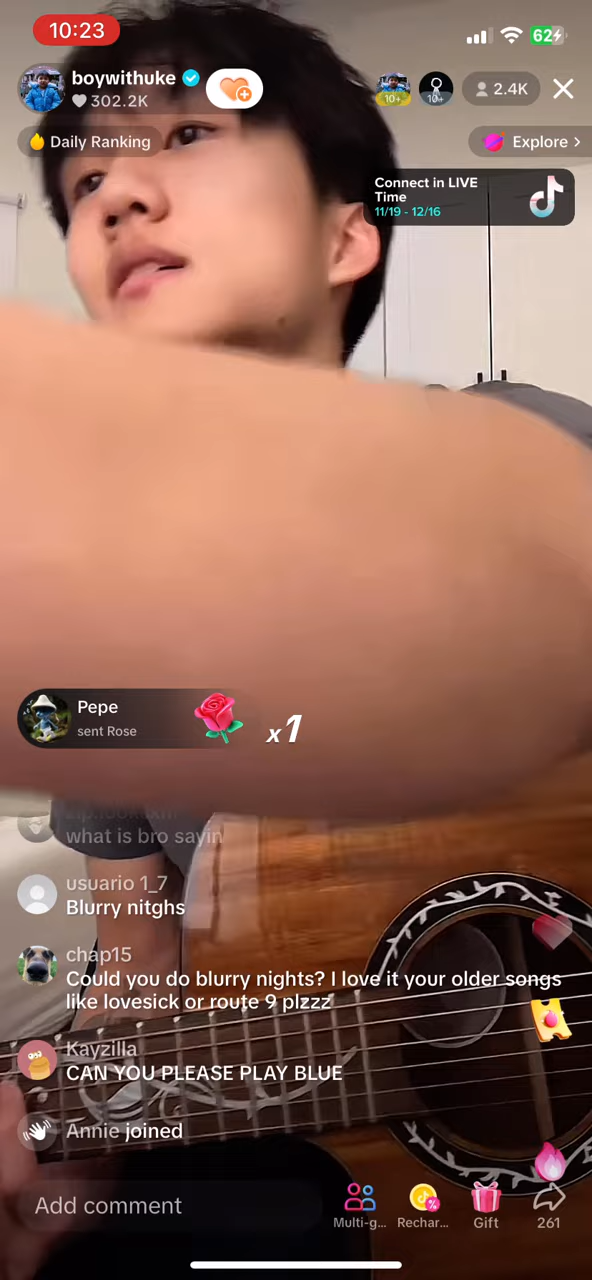 10:23
62
boywithuke
302.2K
10+
10+
2.4K
Daily Ranking
Explore >
Connect in LIVE
Time
11/19 - 12/16
Pepe
sent Rose
x1
what is bro sayin
usuario 1_7
Blurry nitghs
chap15
Could you do blurry nights? I love it your older songs
like lovesick or route 9 plzzz
Kayzilla
CAN YOU PLEASE PLAY BLUE
Annie joined
Add comment
Multi-g...
Rechar...
Gift
261